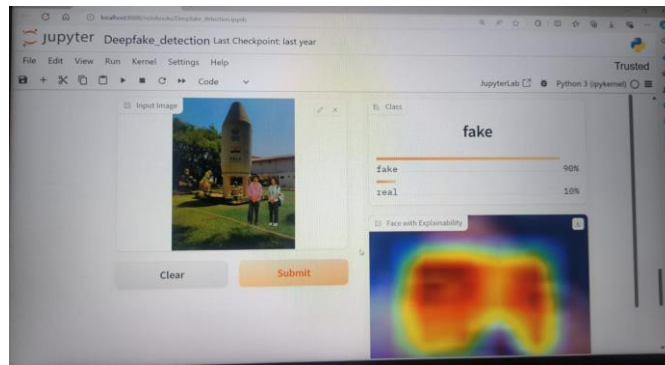 Jupyter Deepfake_detection Last Checkpoint: last year
File Edit View Run Kernel Settings Help
Trusted
Code
JupyterLab
Python 3 (ipykernel)
Input Image
Class
fake
fake 90%
real 10%
Face with Explainability
Clear
Submit